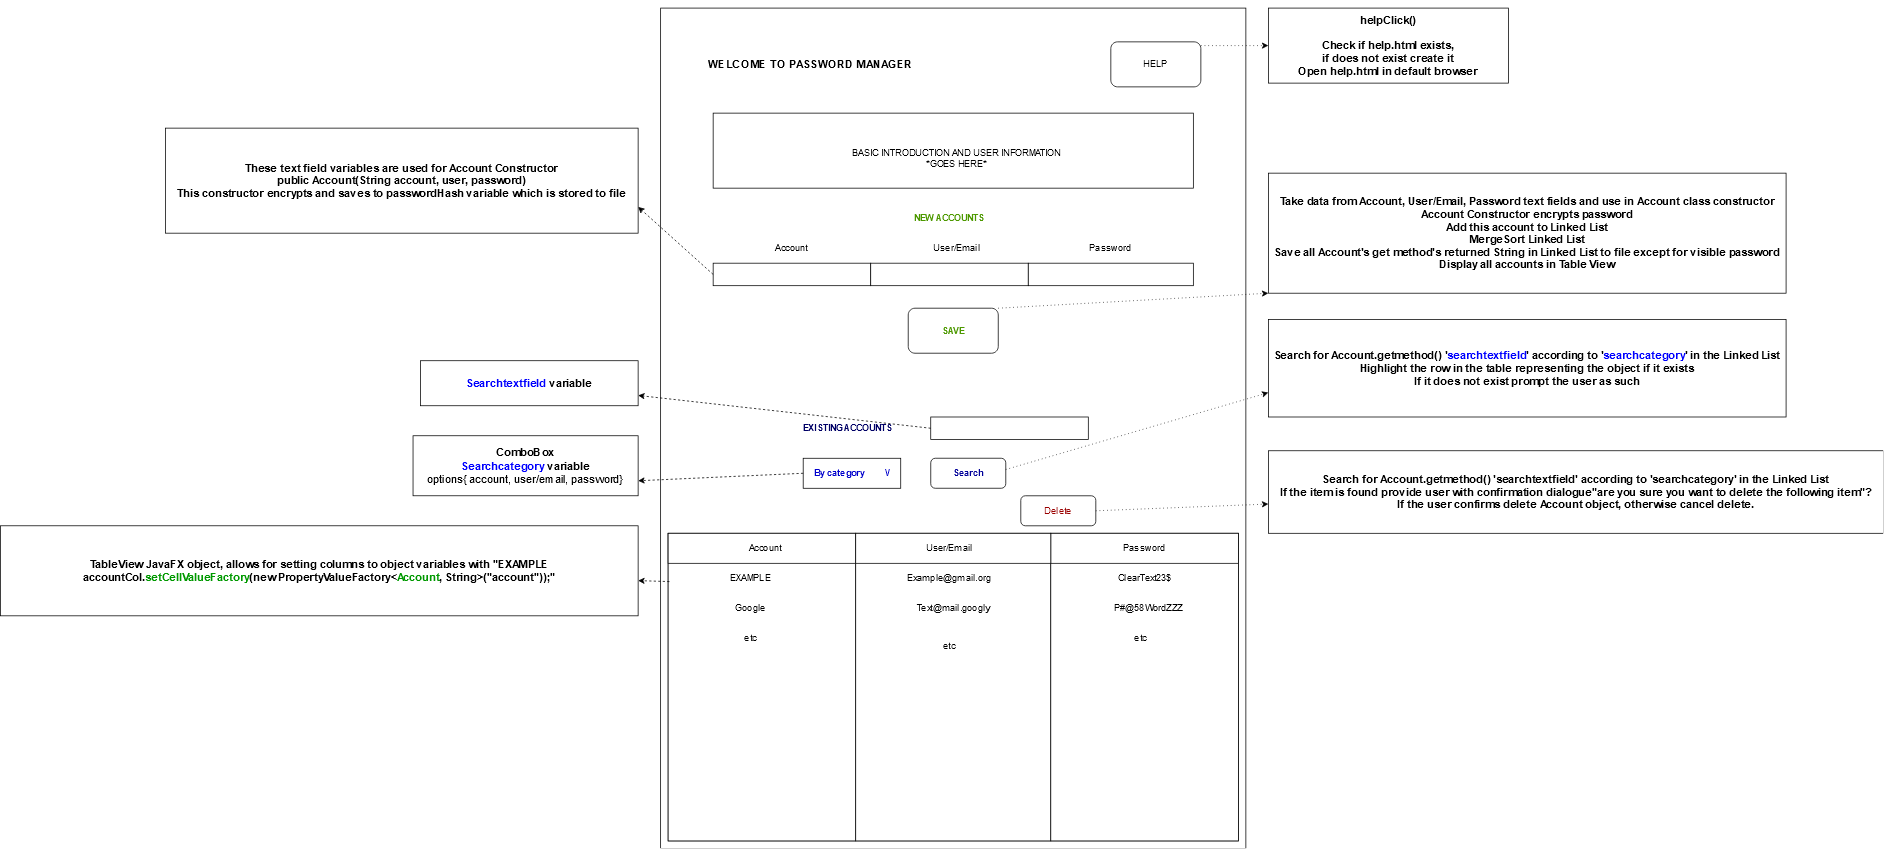 helpClick()
Check if help.html exists,
if does not exist create it
Open help.html in default browser
WELCOME TO PASSWORD MANAGER
HELP
BASIC INTRODUCTION AND USER INFORMATION
*GOES HERE*
These text field variables are used for Account Constructor
public Account(String account, user, password)
This constructor encrypts and saves to passwordHash variable which is stored to file
NEW ACCOUNTS
Account User/Email Password
Take data from Account, User/Email, Password text fields and use in Account class constructor
Account Constructor encrypts password
Add this account to Linked List
MergeSort Linked List
Save all Account's get method's returned String in Linked List to file except for visible password
Display all accounts in Table View
SAVE
Search for Account.getmethod() 'searchtextfield' according to 'searchcategory' in the Linked List
Highlight the row in the table representing the object if it exists
If it does not exist prompt the user as such
Searchtextfield variable
EXISTING ACCOUNTS
ComboBox
Searchcategory variable
options{ account, user/email, password}
By category V
Search
Delete
Search for Account.getmethod() 'searchtextfield' according to 'searchcategory' in the Linked List
If the item is found provide user with confirmation dialogue"are you sure you want to delete the following item"?
If the user confirms delete Account object, otherwise cancel delete.
TableView JavaFX object, allows for setting columns to object variables with "EXAMPLE
accountCol.setCellValueFactory(new PropertyValueFactory<Account, String>("account"));"
Account User/Email Password
EXAMPLE Example@gmail.org ClearText23$
Google Text@mail.googly P#@58WordZZZ
etc etc etc